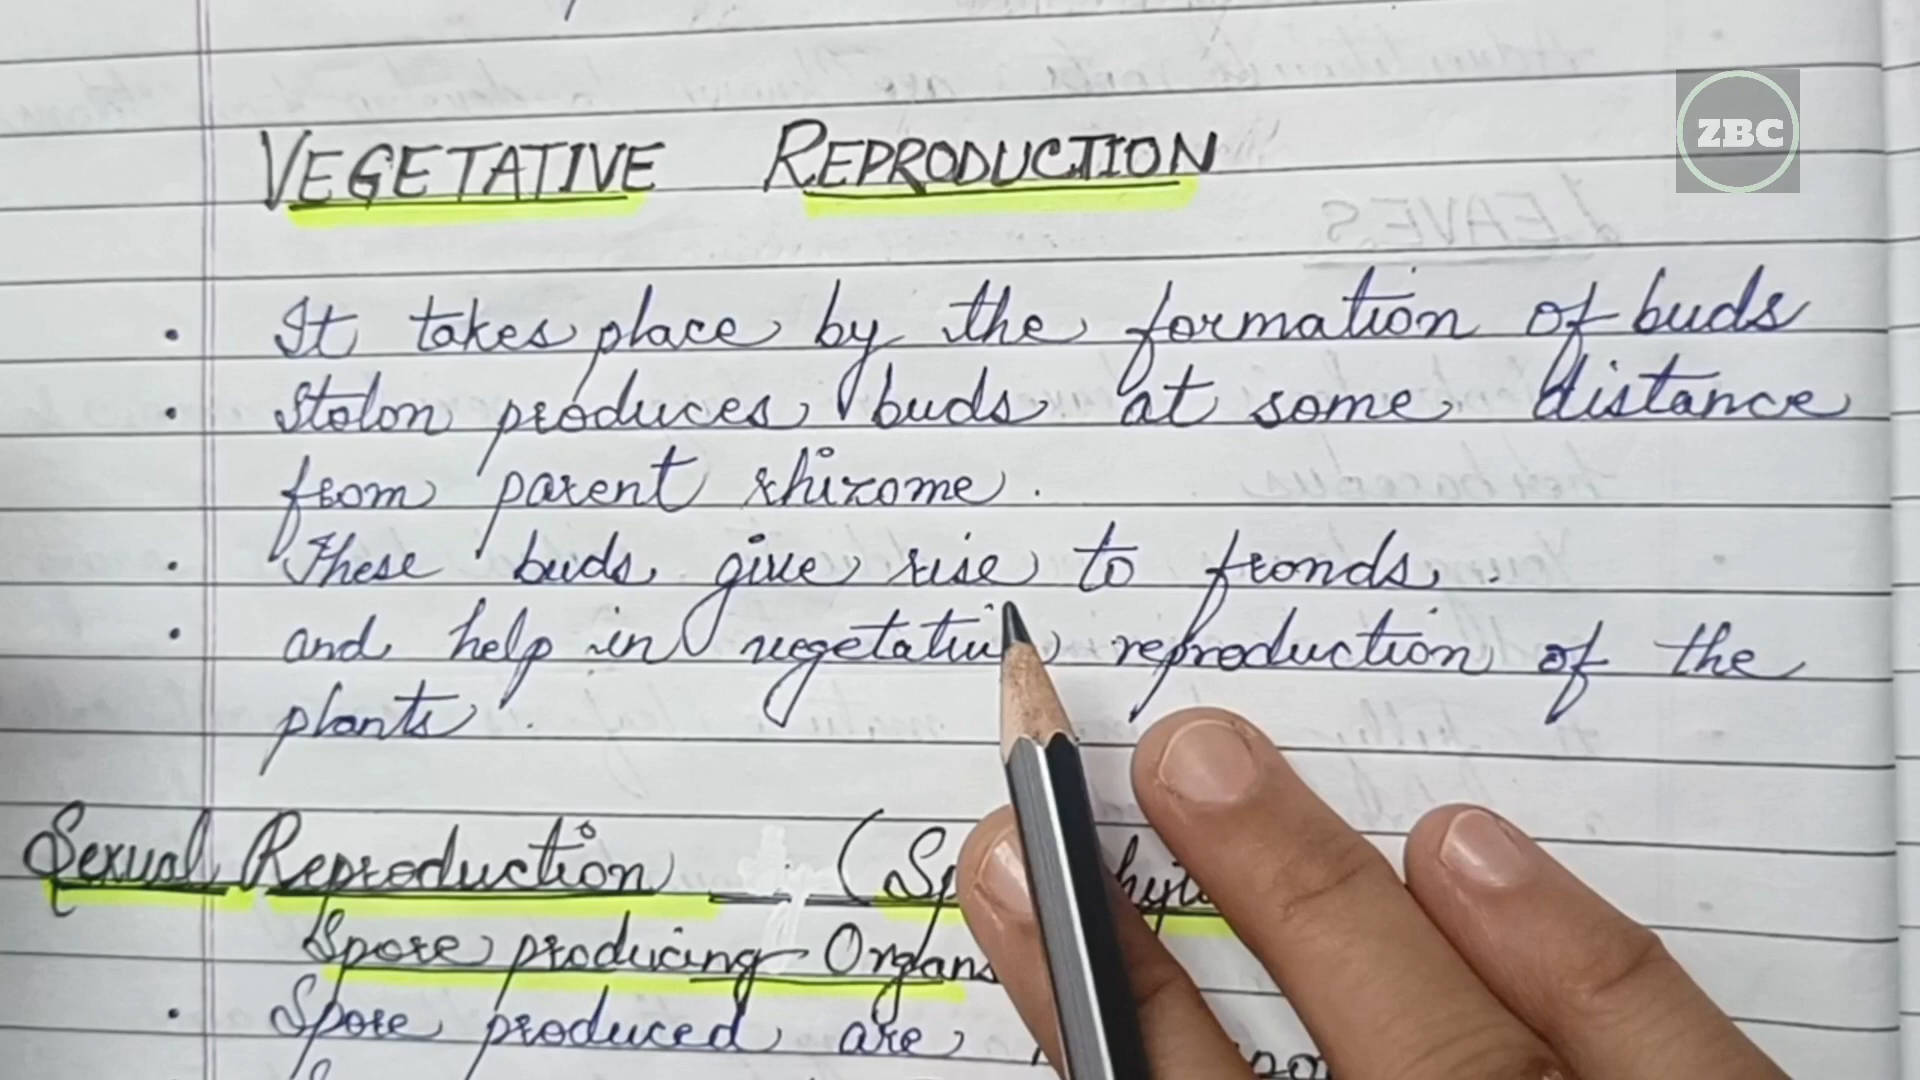 ZBC
VEGETATIVE REPRODUCTION
• It takes place by the formation of buds
• Stolon produces buds at some distance
from parent rhizome.
• These buds give rise to fronds.
• and help in vegetative reproduction of the
plants.
Sexual Reproduction (
Spore producing Organs
• Spore produced are